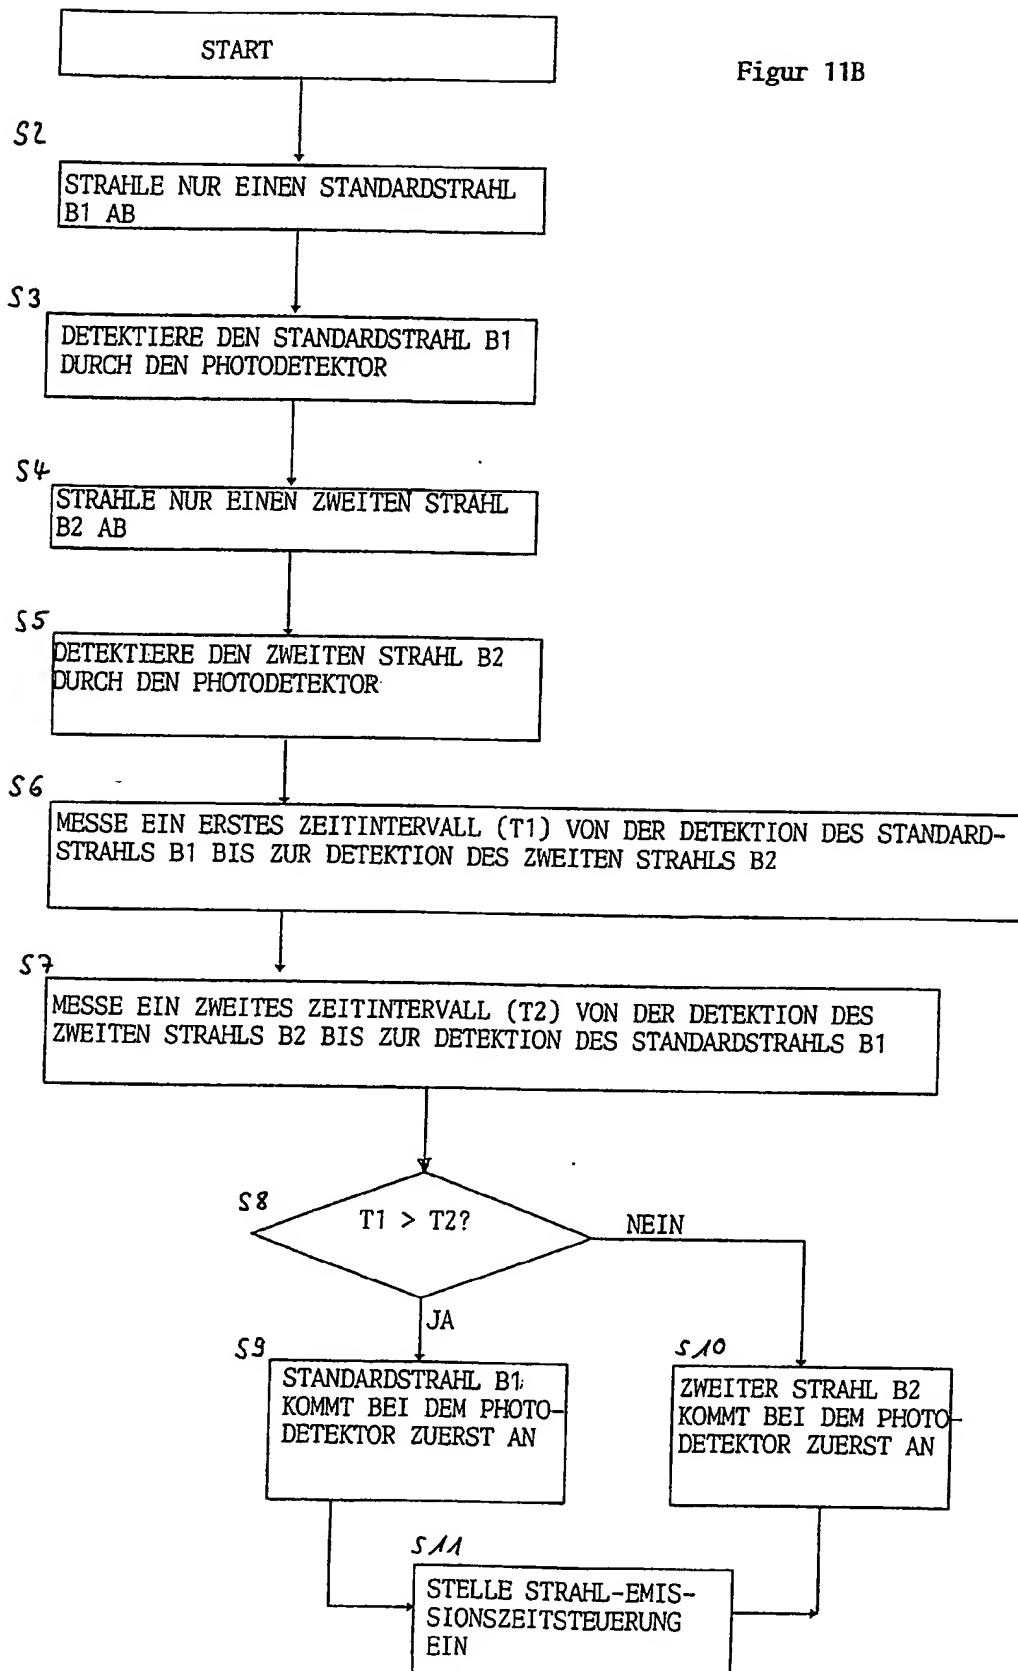 START
Figur 11B
S2
STRAHLE NUR EINEN STANDARDSTRAHL
B1 AB
S3
DETEKTIERE DEN STANDARDSTRAHL B1
DURCH DEN PHOTODETEKTOR
S4
STRAHLE NUR EINEN ZWEITEN STRAHL
B2 AB
S5
DETEKTIERE DEN ZWEITEN STRAHL B2
DURCH DEN PHOTODETEKTOR
S6
MESSE EIN ERSTES ZEITINTERVALL (T1) VON DER DETEKTION DES STANDARD-
STRAHLS B1 BIS ZUR DETEKTION DES ZWEITEN STRAHLS B2
S7
MESSE EIN ZWEITES ZEITINTERVALL (T2) VON DER DETEKTION DES
ZWEITEN STRAHLS B2 BIS ZUR DETEKTION DES STANDARDSTRAHLS B1
S8
T1 > T2?
NEIN
JA
S9
STANDARDSTRAHL B1
KOMMT BEI DEM PHOTO-
DETEKTOR ZUERST AN
S10
ZWEITER STRAHL B2
KOMMT BEI DEM PHOTO-
DETEKTOR ZUERST AN
S11
STELLE STRAHL-EMIS-
SIONSZEITSTEUERUNG
EIN